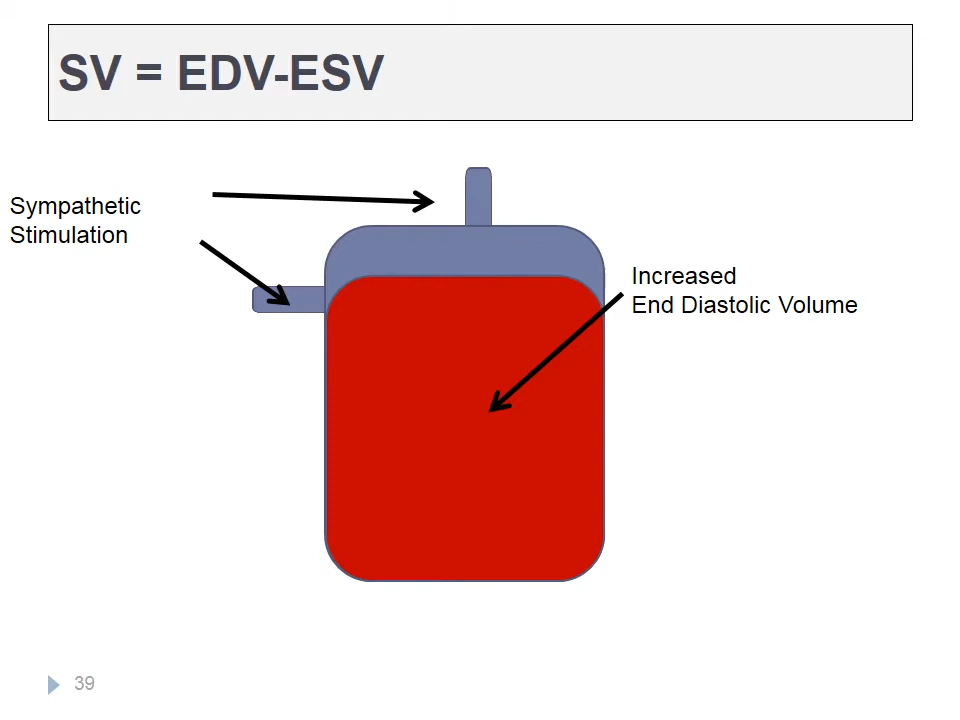 SV = EDV-ESV
Sympathetic
Stimulation
Increased
End Diastolic Volume
39